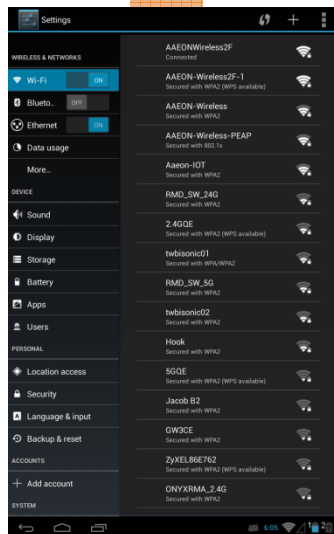 Settings
WIRELESS & NETWORKS
Wi-Fi ON
Blueto.. OFF
Ethernet ON
Data usage
More...
DEVICE
Sound
Display
Storage
Battery
Apps
Users
PERSONAL
Location access
Security
Language & input
Backup & reset
ACCOUNTS
Add account
SYSTEM
AAEONWireless2F
Connected
AAEON-Wireless2F-1
Secured with WPA2 (WPS available)
AAEON-Wireless
Secured with WPA2
AAEON-Wireless-PEAP
Secured with 802.1x
Aaeon-IOT
Secured with WPA2
RMD_SW_24G
Secured with WPA2
2.4GQE
Secured with WPA2 (WPS available)
twbisonic01
Secured with WPA/WPA2
RMD_SW_5G
Secured with WPA2
twbisonic02
Secured with WPA2
Hook
Secured with WPA2
5GQE
Secured with WPA2 (WPS available)
Jacob B2
Secured with WPA2
GW3CE
Secured with WPA2
ZyXEL86E762
Secured with WPA2 (WPS available)
ONYXRMA_2.4G
Secured with WPA2
6:05